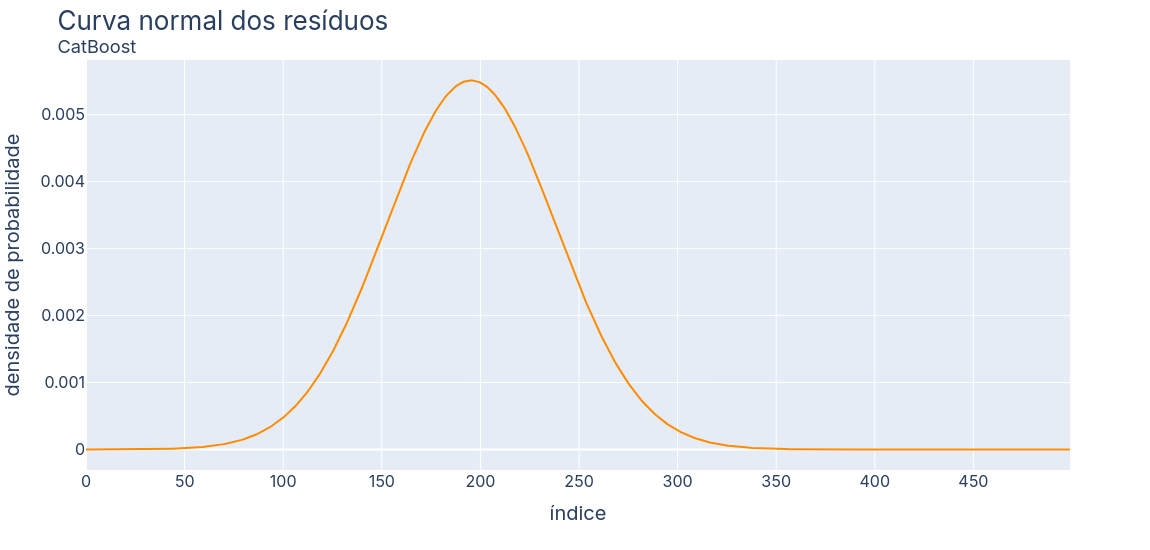 Curva normal dos resíduos
CatBoost
densidade de probabilidade
0.005
0.004
0.003
0.002
0.001
0
0 50 100 150 200 250 300 350 400 450
índice